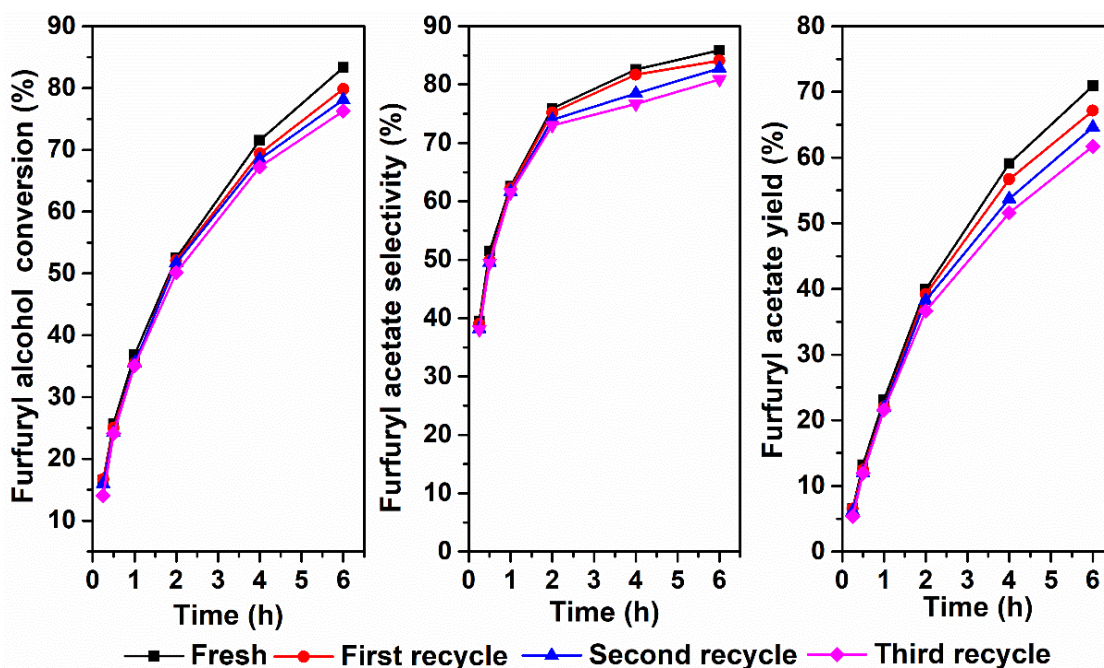 Furfuryl alcohol conversion (%)
90
80
70
60
50
40
30
20
10
0 1 2 3 4 5 6
Time (h)
Furfuryl acetate selectivity (%)
90
80
70
60
50
40
30
20
10
0
0 1 2 3 4 5 6
Time (h)
Furfuryl acetate yield (%)
80
70
60
50
40
30
20
10
0
0 1 2 3 4 5 6
Time (h)
Fresh First recycle Second recycle Third recycle